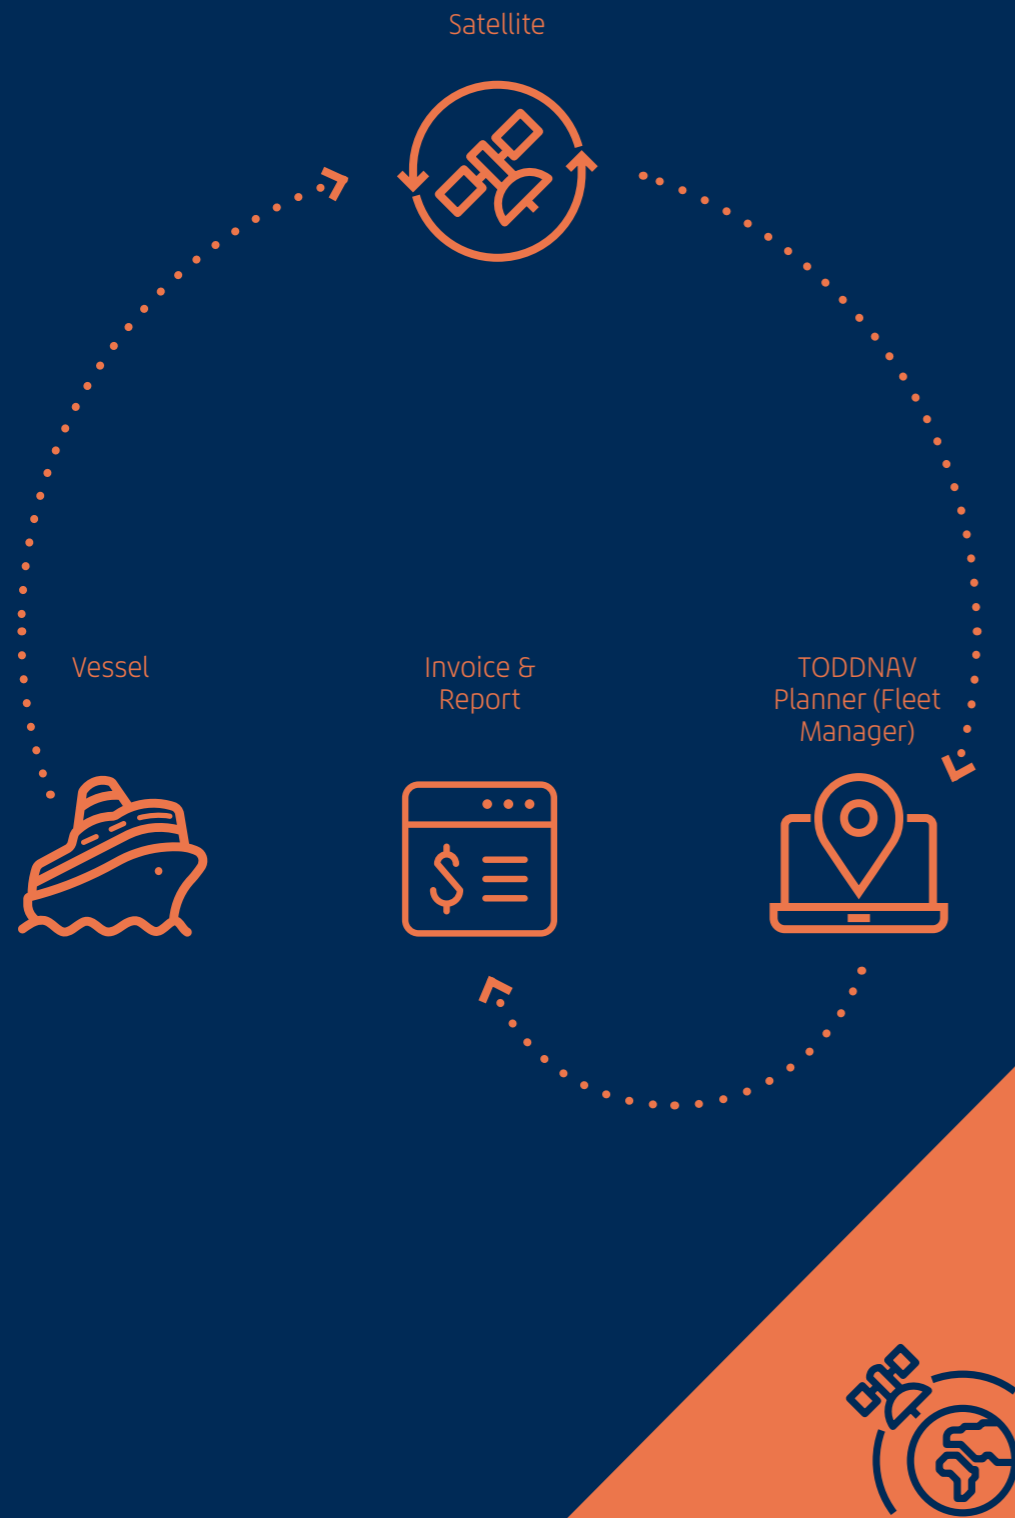 Satellite
Vessel
Invoice &
Report
TODDNAV
Planner (Fleet
Manager)